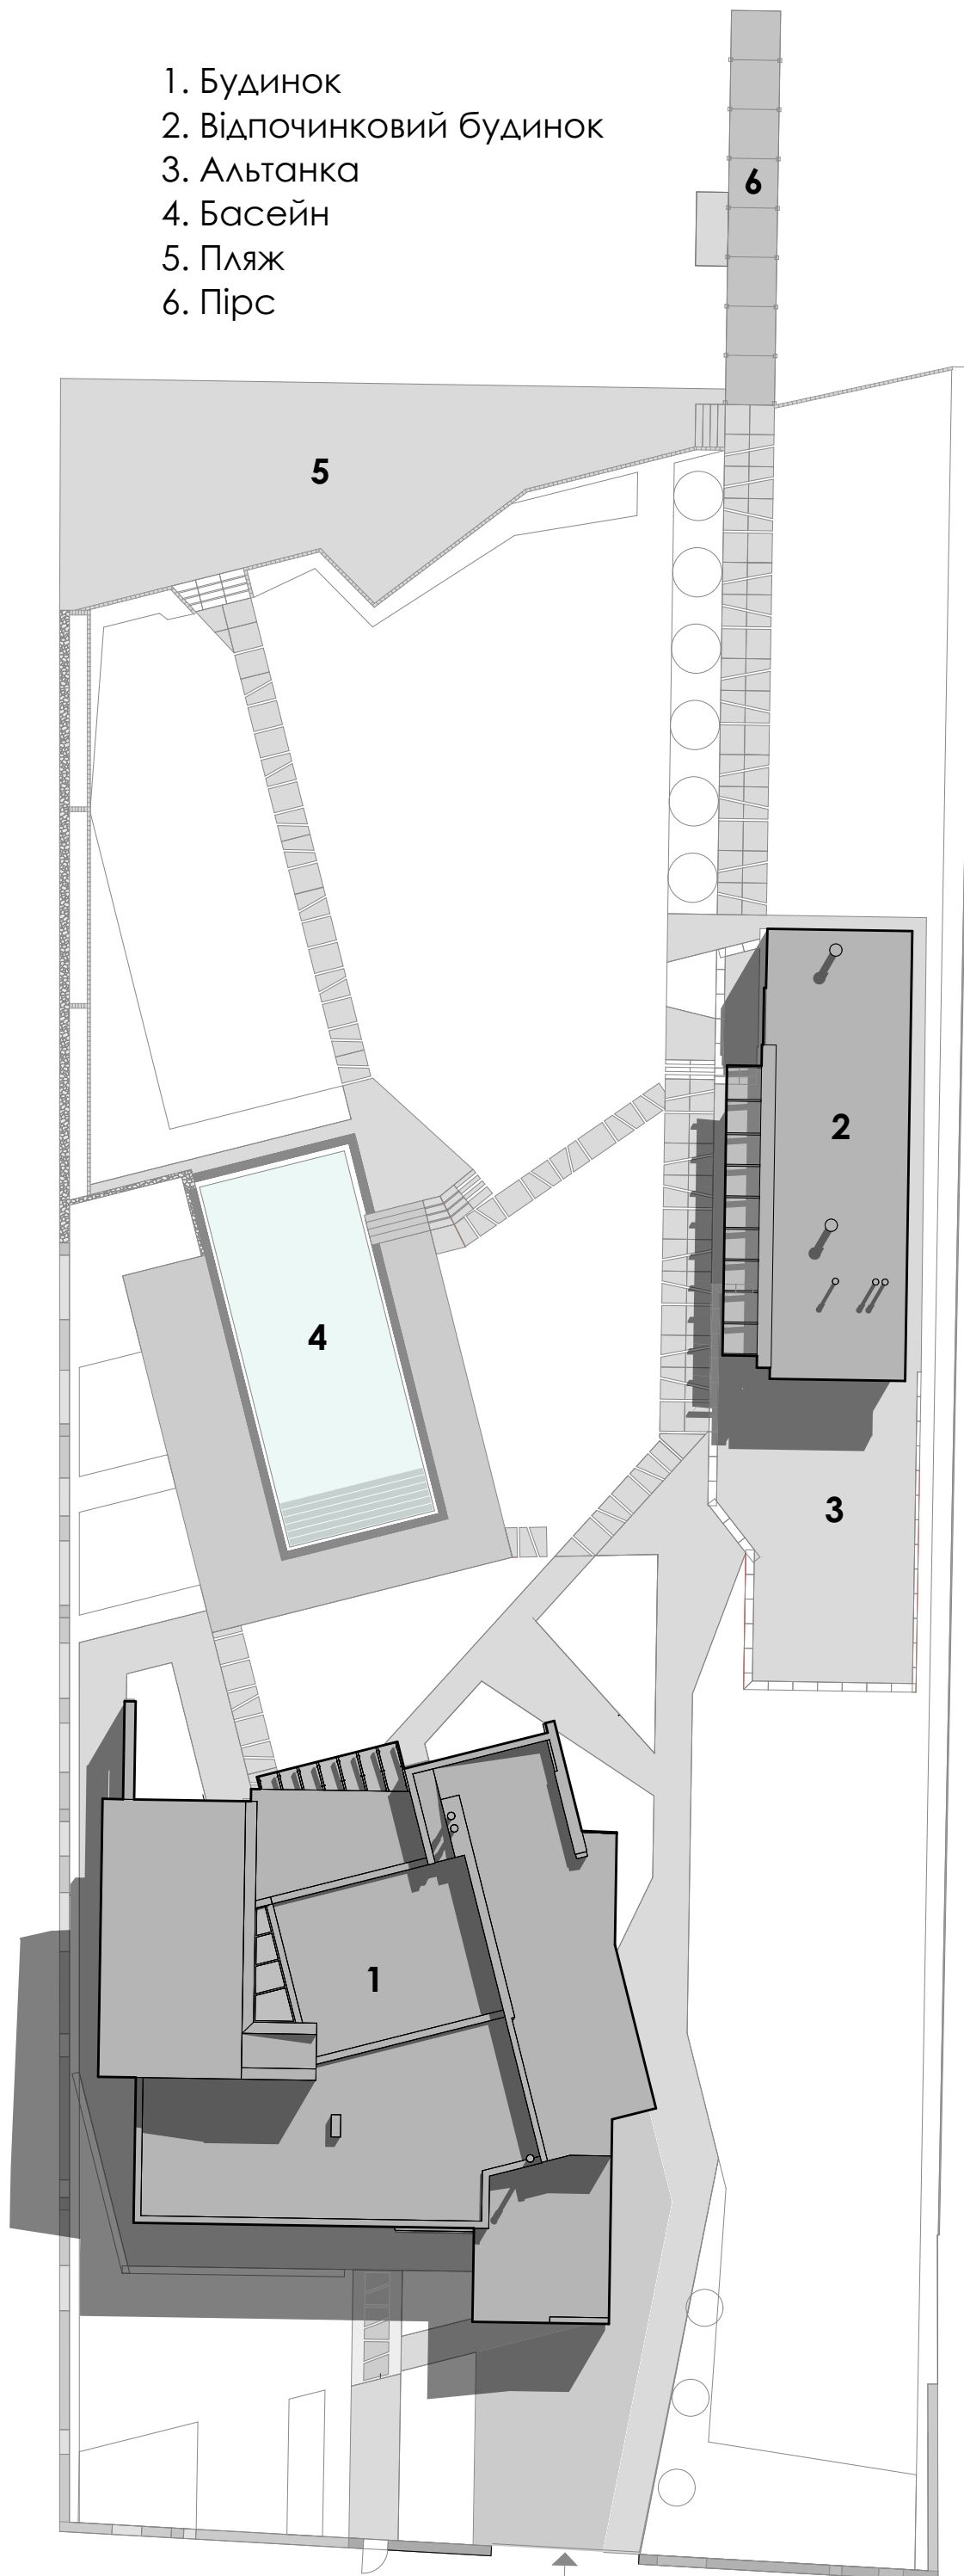 1. Будинок
2. Відпочинковий будинок
3. Альтанка
4. Басейн
5. Пляж
6. Пірс
6
5
2
4
3
1